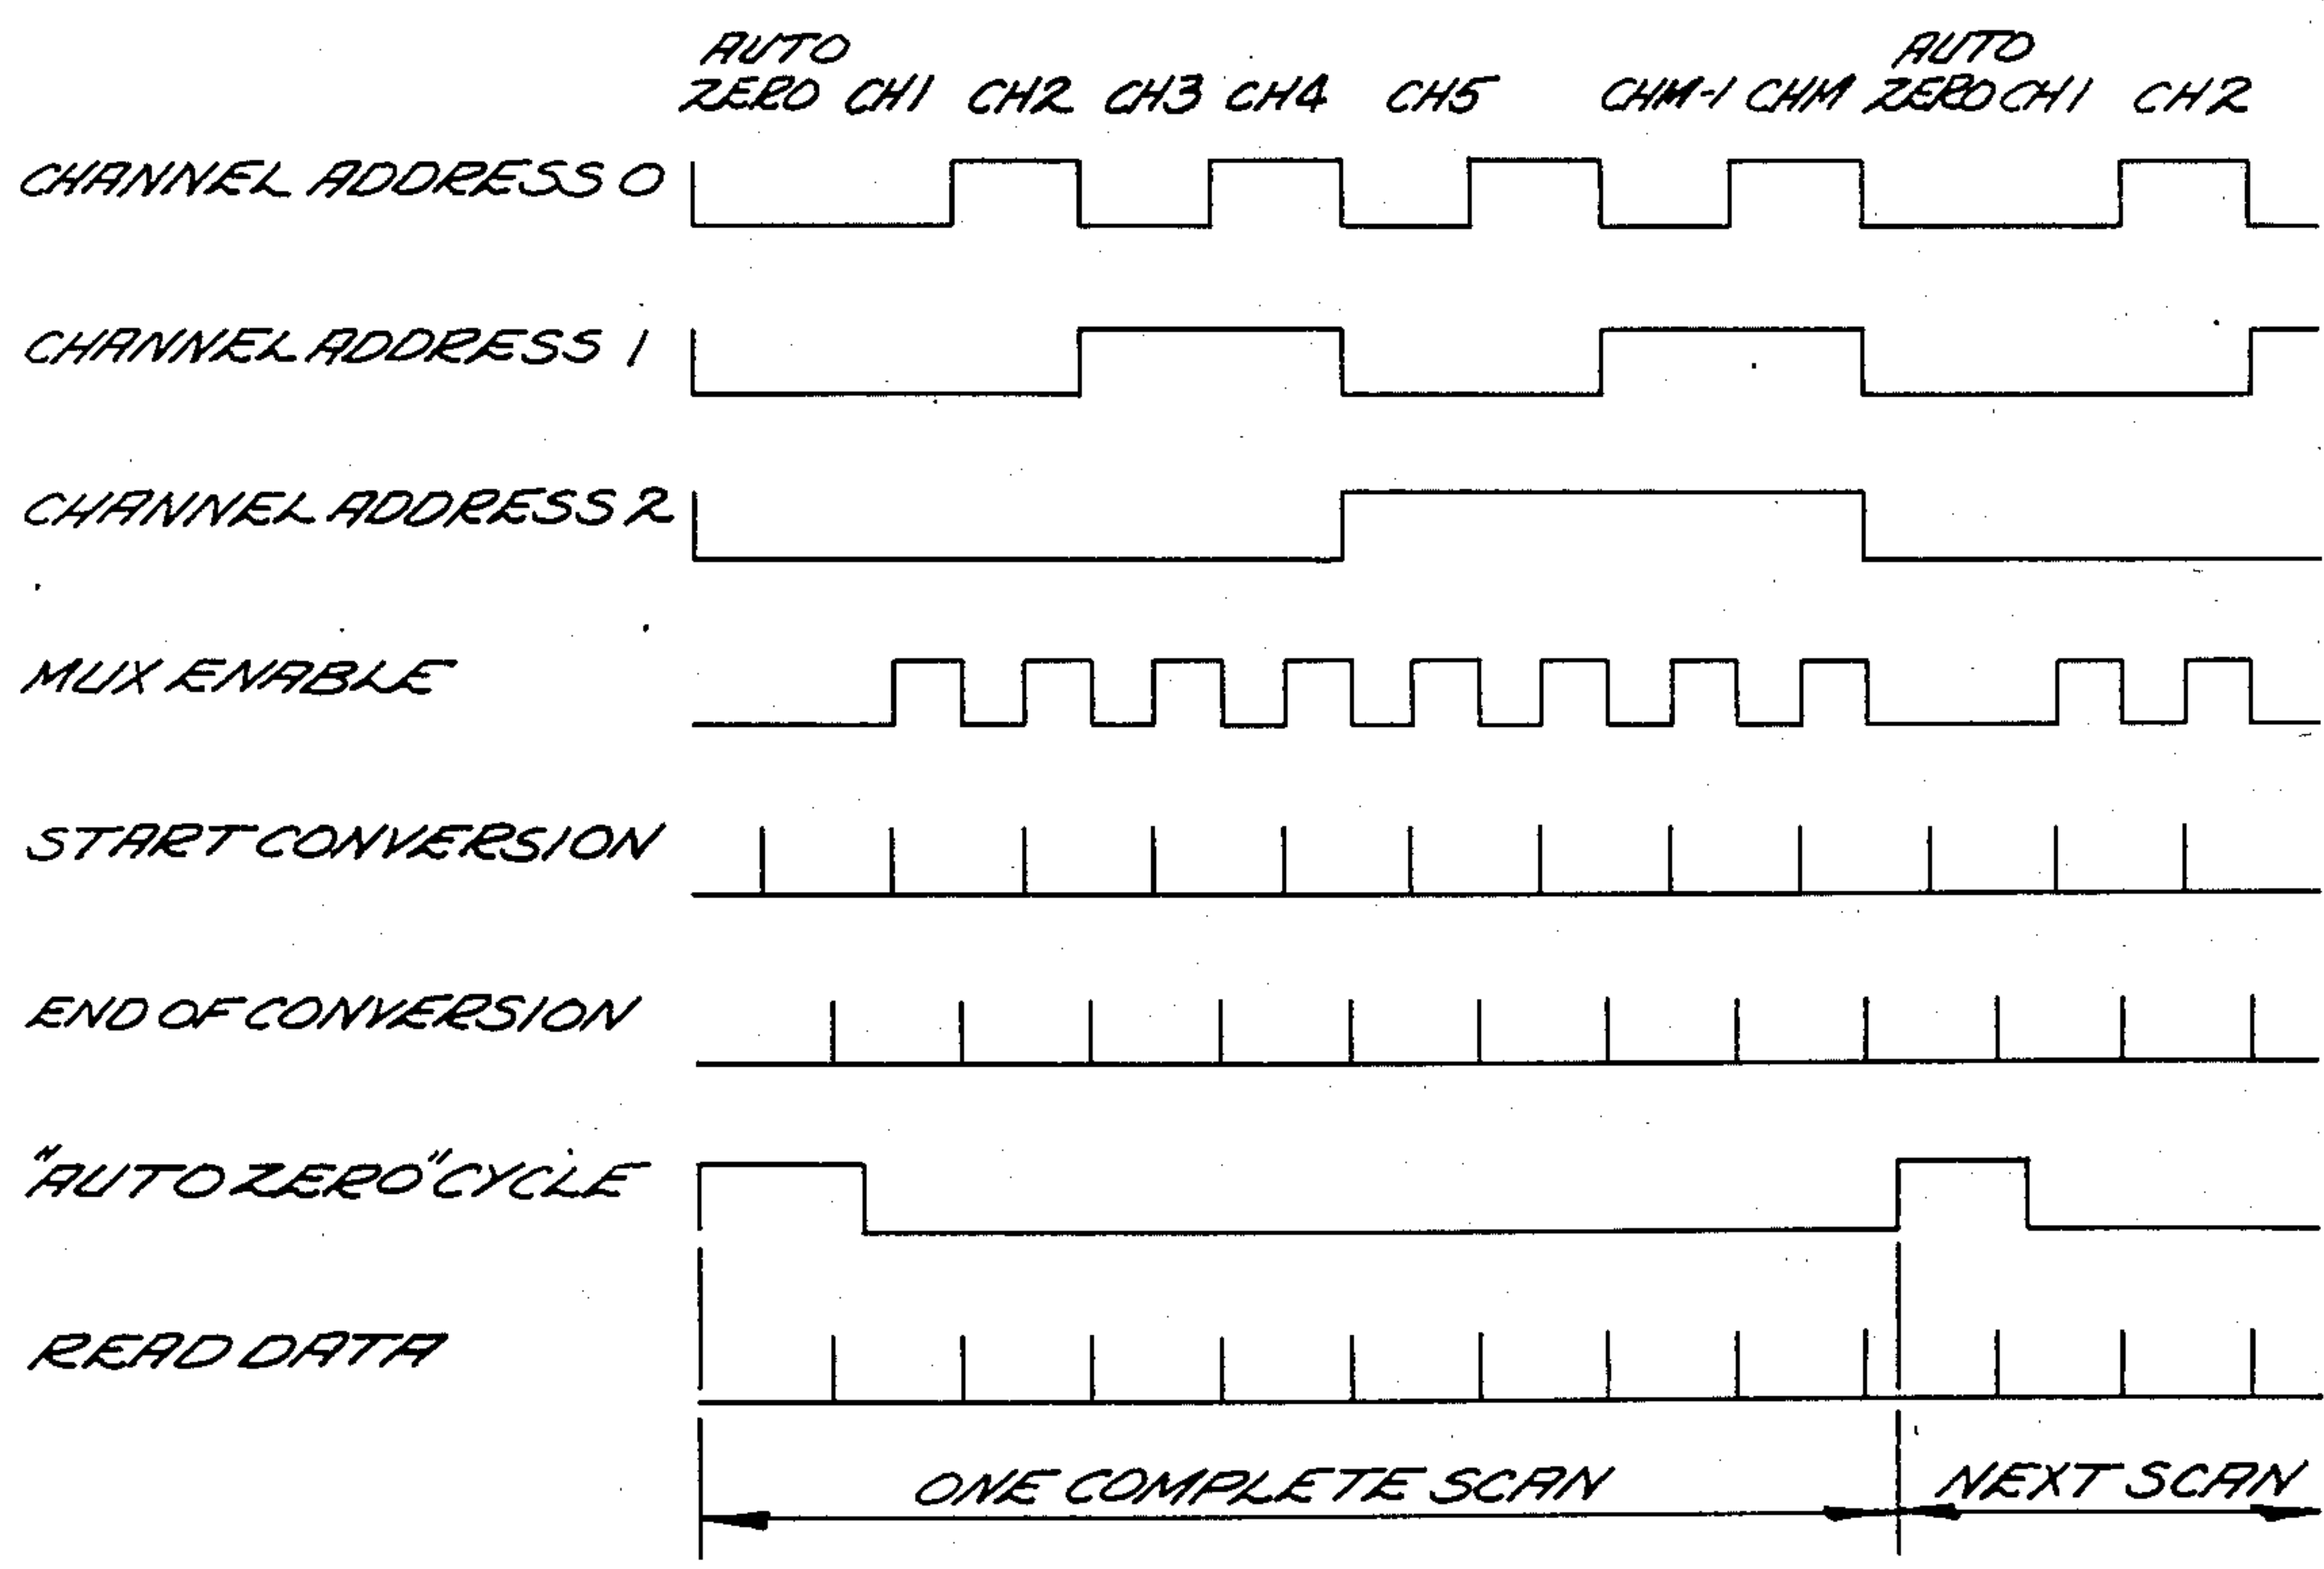 AUTO AUTO
ZERO CH1 CH2 CH3 CH4 CH5 CHM-1 CHM ZERO CH1 CH2
CHANNEL ADDRESS 0
CHANNEL ADDRESS 1
CHANNEL ADDRESS 2
MUX ENABLE
START CONVERSION
END OF CONVERSION
"AUTO ZERO" CYCLE
READ DATA
ONE COMPLETE SCAN NEXT SCAN